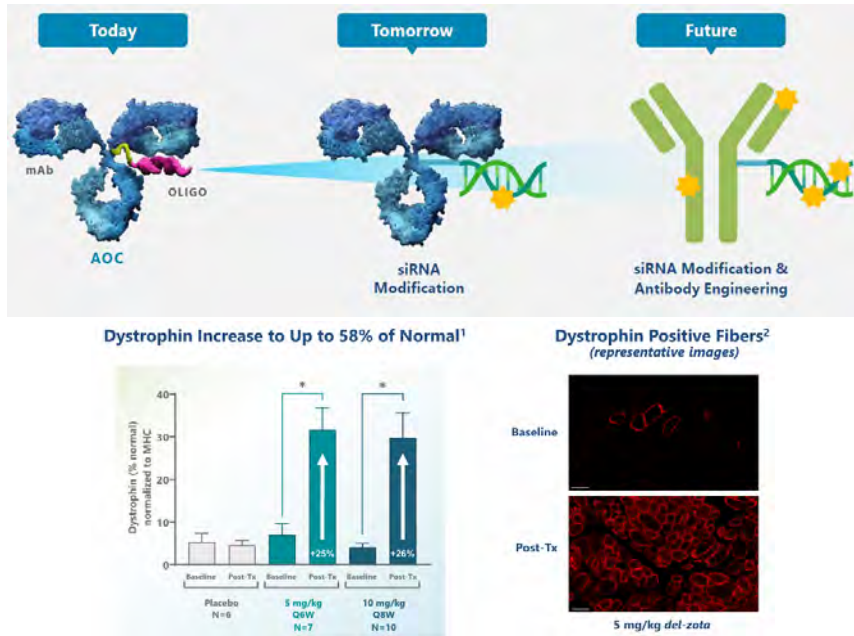 Today
Tomorrow
Future
mAb
OLIGO
AOC
siRNA
Modification
siRNA Modification &
Antibody Engineering
Dystrophin Increase to Up to 58% of Normal1
Dystrophin (% normal)
normalized to MHC
40
30
20
10
0
*
*
+25%
+26%
Baseline
Post-Tx
Baseline
Post-Tx
Baseline
Post-Tx
Placebo
N=6
5 mg/kg
Q6W
N=7
10 mg/kg
Q8W
N=10
Dystrophin Positive Fibers2
(representative images)
Baseline
Post-Tx
5 mg/kg del-zota